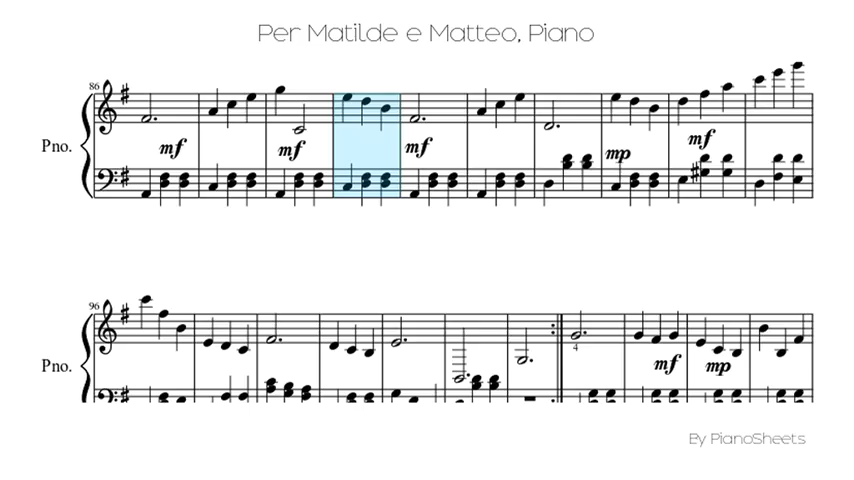 Per Matilde e Matteo, Piano
86
Pno.
mf
mf
mf
mp
mf
96
Pno.
4
mf
mp
By PianoSheets